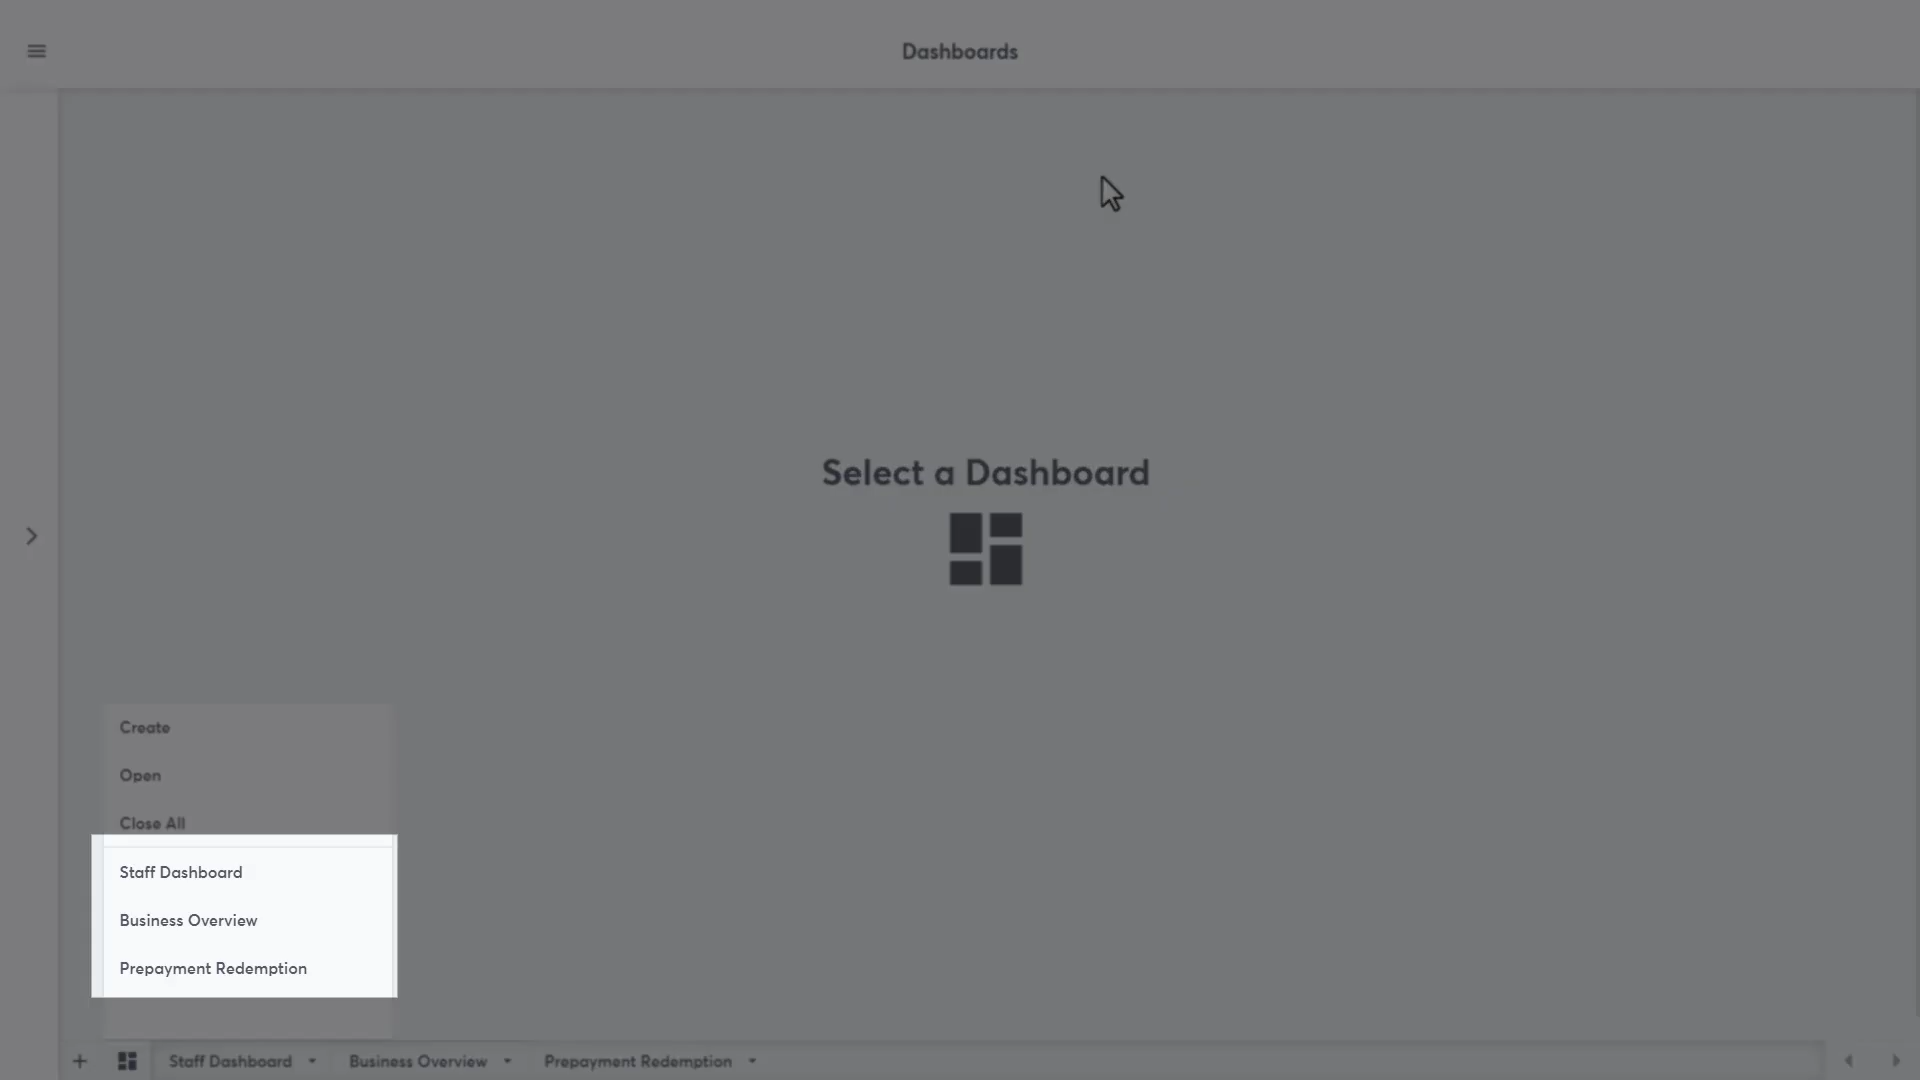 Dashboards
Select a Dashboard
Create
Open
Close All
Staff Dashboard
Business Overview
Prepayment Redemption
Staff Dashboard Business Overview Prepayment Redemption